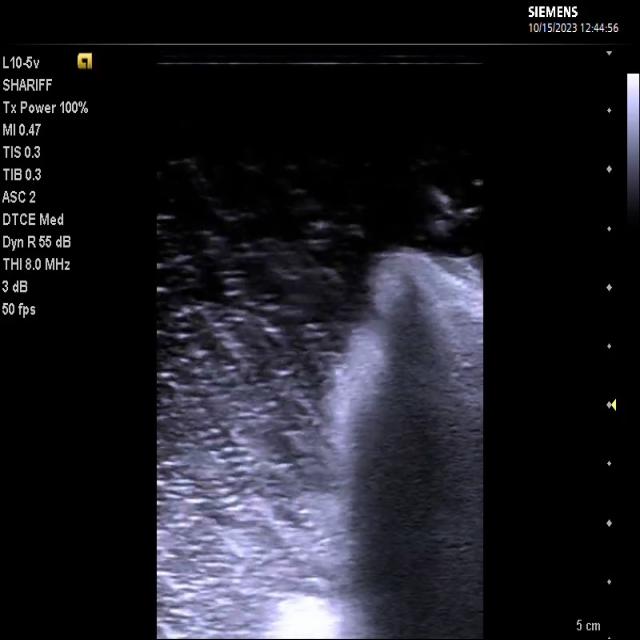 SIEMENS
10/15/2023 12:44:56
L10-5v
SHARIFF
Tx Power 100%
MI 0.47
TIS 0.3
TIB 0.3
ASC 2
DTCE Med
Dyn R 55 dB
THI 8.0 MHz
3 dB
50 fps
5 cm